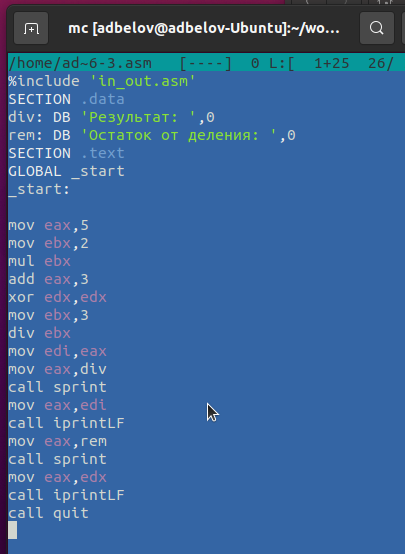 mc [adbelov@adbelov-Ubuntu]:~/wo...
/home/ad~6-3.asm [----] 0 L:[ 1+25 26/
%include 'in_out.asm'
SECTION .data
div: DB 'Результат: ',0
rem: DB 'Остаток от деления: ',0
SECTION .text
GLOBAL _start
_start:
mov eax,5
mov ebx,2
mul ebx
add eax,3
xor edx,edx
mov ebx,3
div ebx
mov edi,eax
mov eax,div
call sprint
mov eax,edi
call iprintLF
mov eax,rem
call sprint
mov eax,edx
call iprintLF
call quit